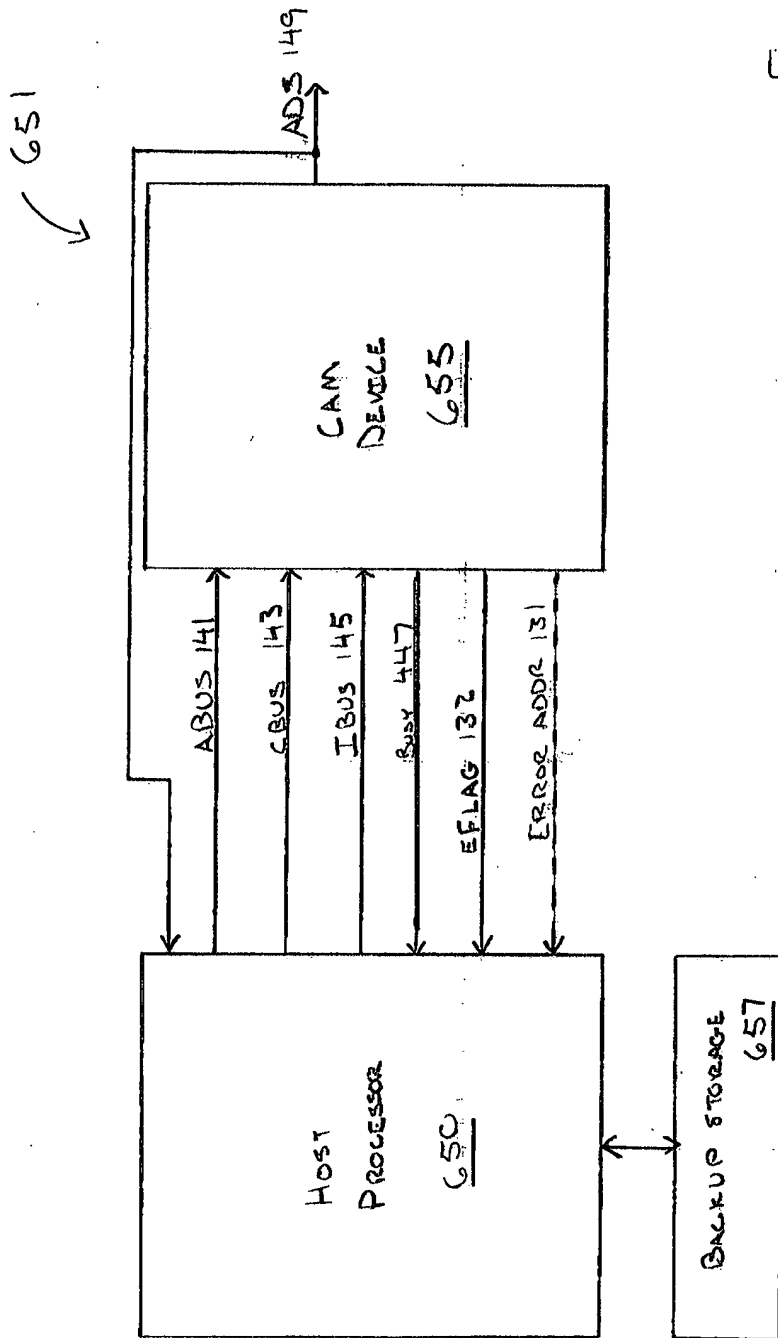 651
ADS 149
CAM
DEVICE
655
ABUS 141
CBUS 143
IBUS 145
BUSY 447
EFLAG 132
ERROR ADDR 131
HOST
PROCESSOR
650
BACKUP STORAGE
657